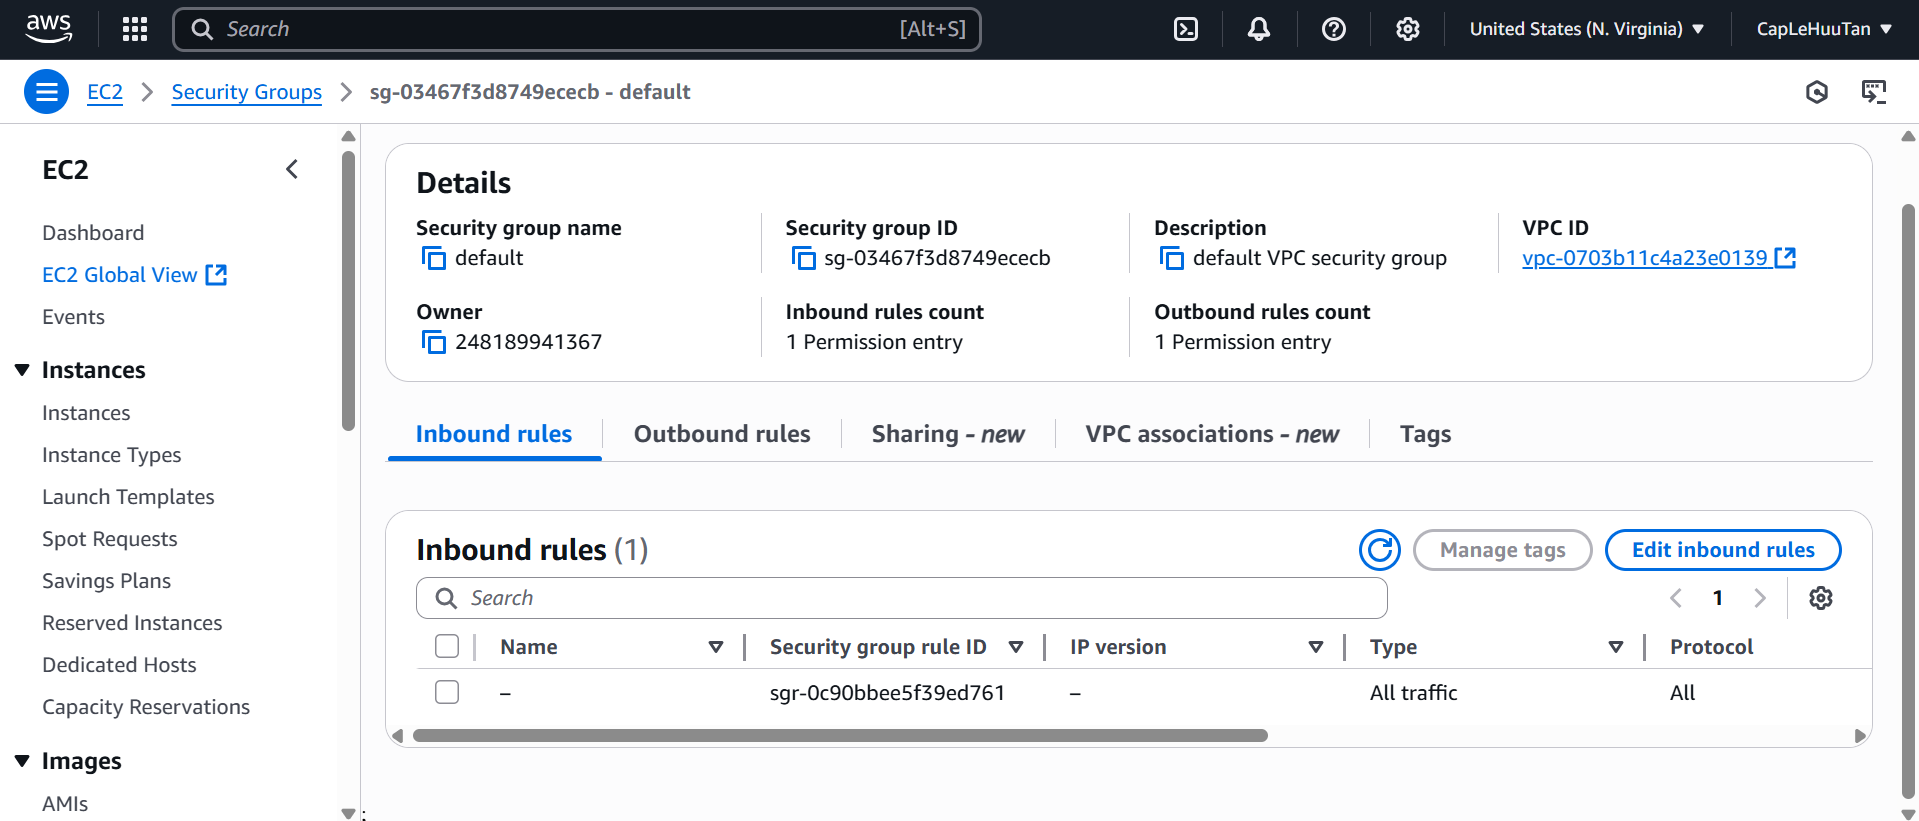 aws
Search [Alt+S]
United States (N. Virginia)
CapLeHuuTan
EC2
Security Groups
sg-03467f3d8749ececb - default
EC2
Dashboard
EC2 Global View
Events
Instances
Instances
Instance Types
Launch Templates
Spot Requests
Savings Plans
Reserved Instances
Dedicated Hosts
Capacity Reservations
Images
AMIs
Details
Security group name
default
Security group ID
sg-03467f3d8749ececb
Description
default VPC security group
VPC ID
vpc-0703b11c4a23e0139
Owner
248189941367
Inbound rules count
1 Permission entry
Outbound rules count
1 Permission entry
Inbound rules
Outbound rules
Sharing - new
VPC associations - new
Tags
Inbound rules (1)
Manage tags
Edit inbound rules
Search
1
Name
Security group rule ID
IP version
Type
Protocol
–
sgr-0c90bbee5f39ed761
–
All traffic
All